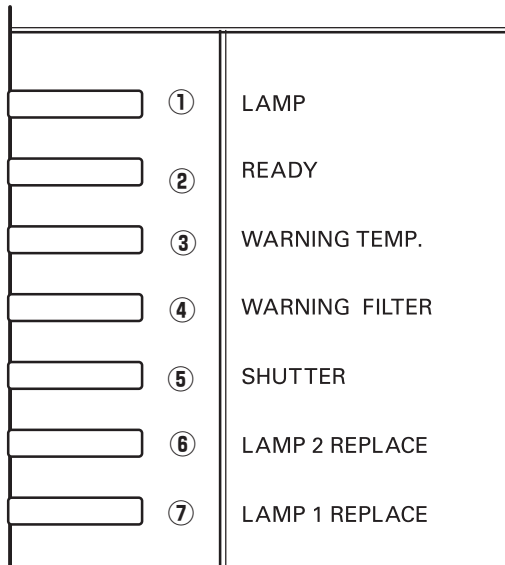 ① LAMP
② READY
③ WARNING TEMP.
④ WARNING FILTER
⑤ SHUTTER
⑥ LAMP 2 REPLACE
⑦ LAMP 1 REPLACE